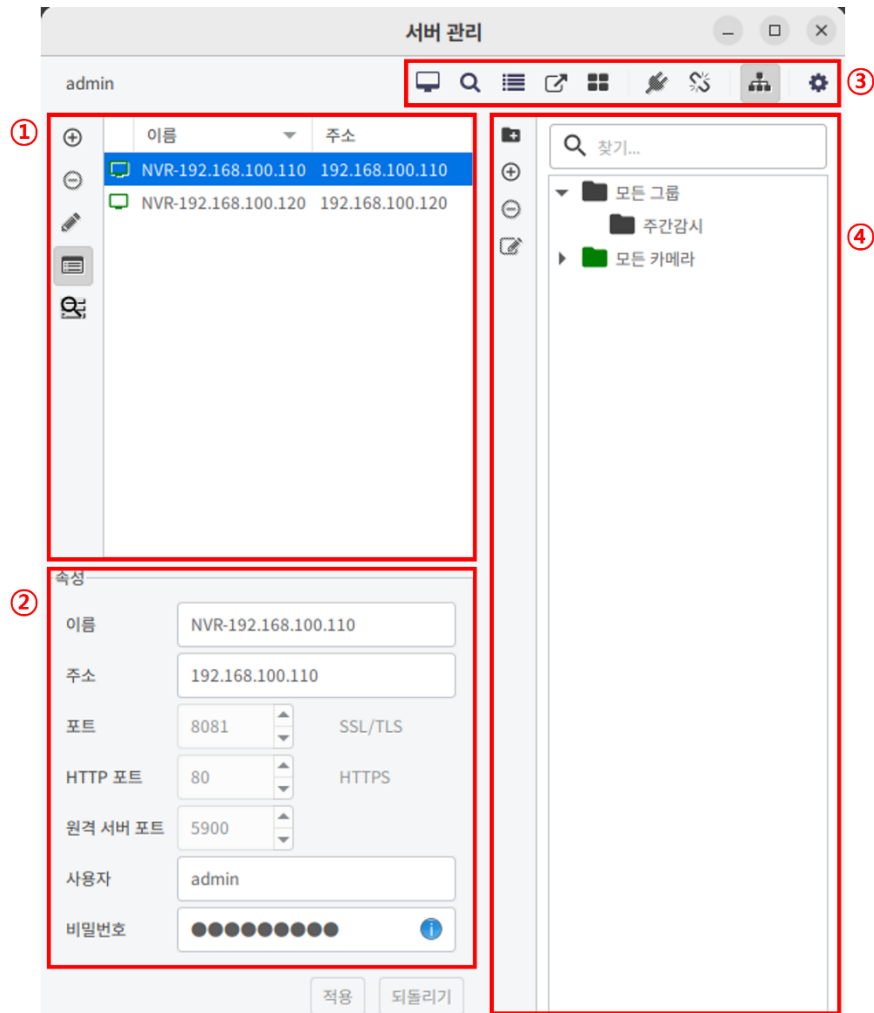 서버 관리
admin
③
①
이름 주소
NVR-192.168.100.110 192.168.100.110
NVR-192.168.100.120 192.168.100.120
찾기...
모든 그룹
주간감시
모든 카메라
④
②
속성
이름 NVR-192.168.100.110
주소 192.168.100.110
포트 8081 SSL/TLS
HTTP 포트 80 HTTPS
원격 서버 포트 5900
사용자 admin
비밀번호 ●●●●●●●●●
적용 되돌리기